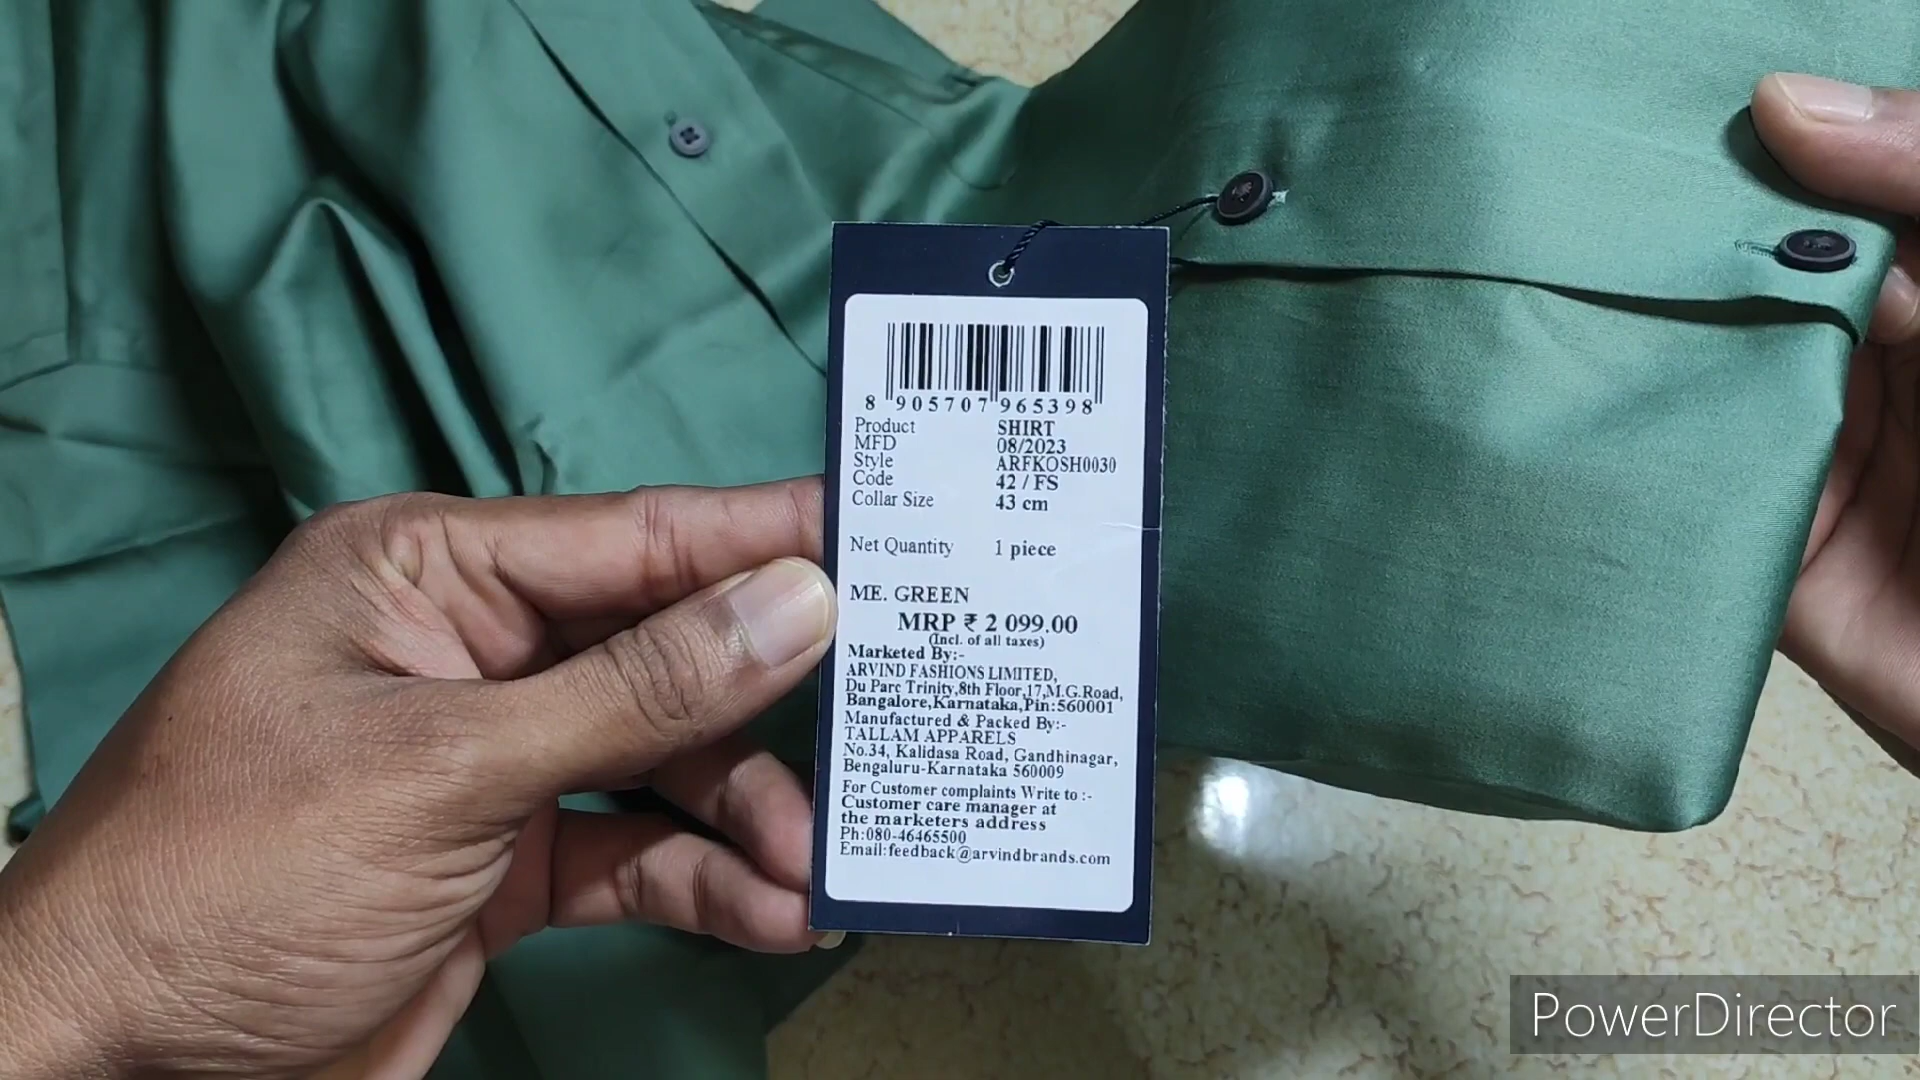 8 905707 965398
Product SHIRT
MFD 08/2023
Style ARFKOSH0030
Code 42 / FS
Collar Size 43 cm
Net Quantity 1 piece
ME. GREEN
MRP ₹ 2 099.00
(Incl. of all taxes)
Marketed By:-
ARVIND FASHIONS LIMITED,
Du Parc Trinity,8th Floor,17,M.G.Road,
Bangalore,Karnataka,Pin:560001
Manufactured & Packed By:-
TALLAM APPARELS
No.34, Kalidasa Road, Gandhinagar,
Bengaluru-Karnataka 560009
For Customer complaints Write to :-
Customer care manager at
the marketers address
Ph:080-46465500
Email:feedback@arvindbrands.com
PowerDirector